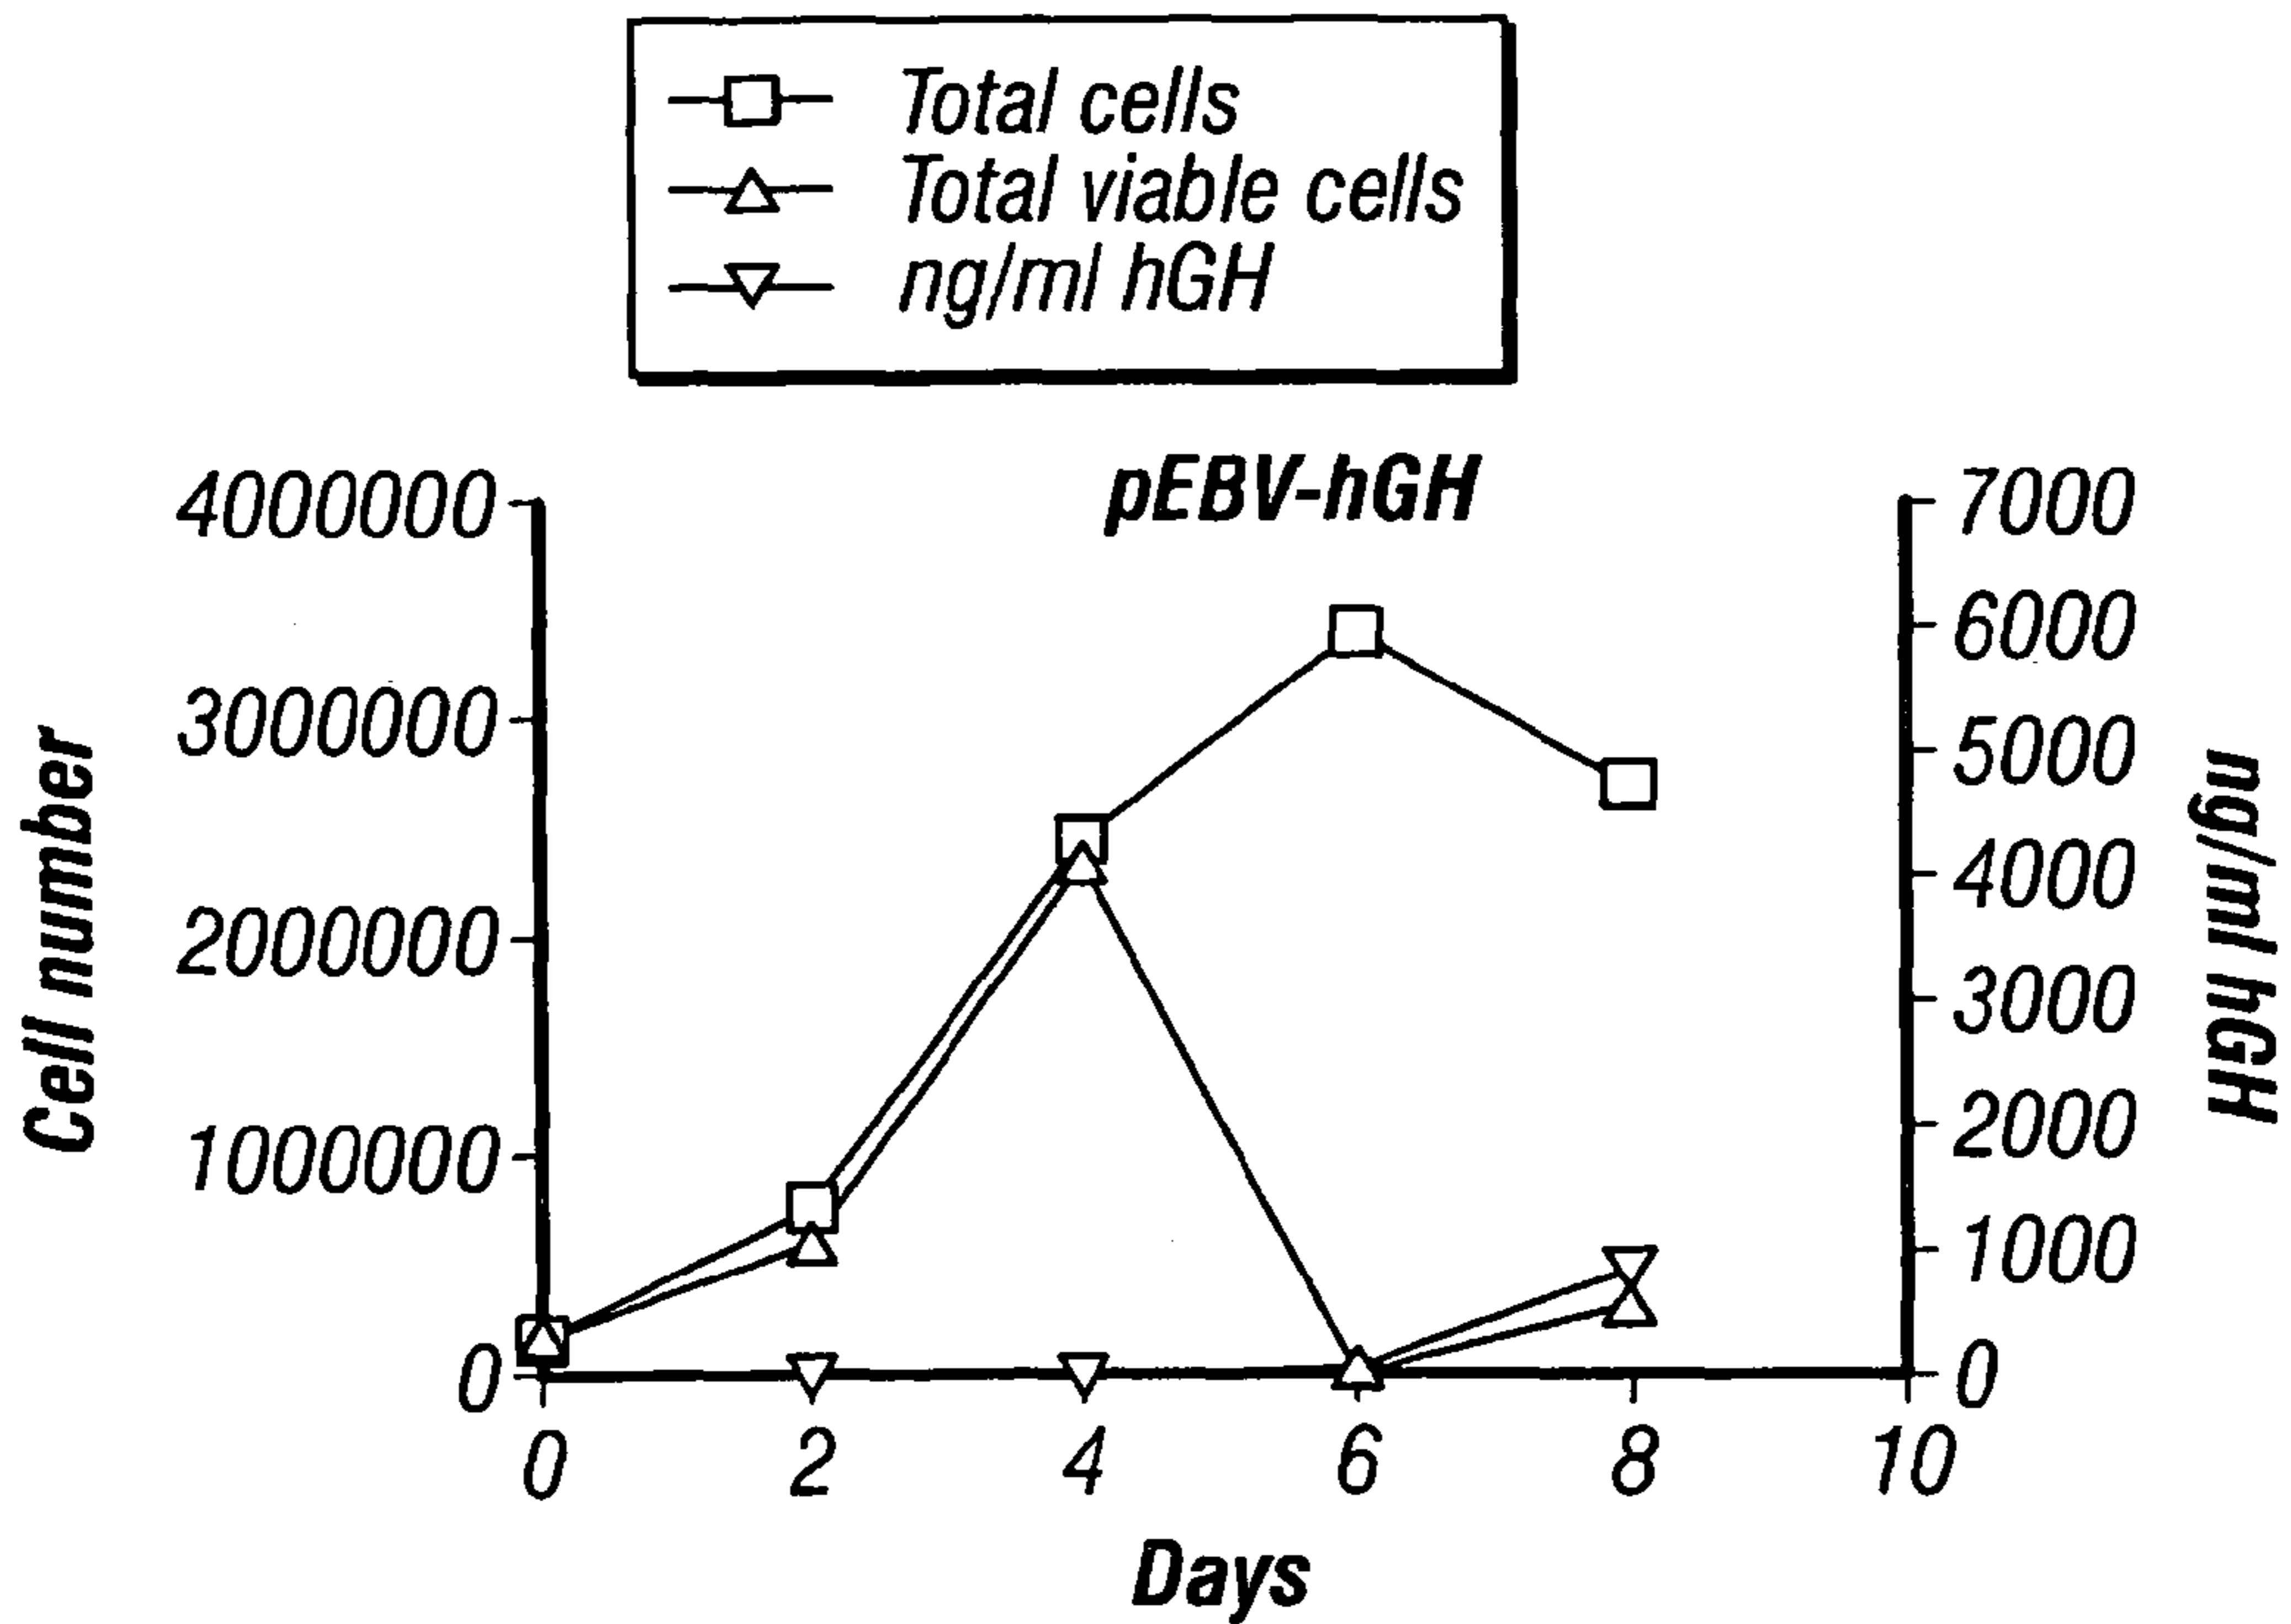 Total cells
Total viable cells
ng/ml hGH
pEBV-hGH
Cell number
4000000
3000000
2000000
1000000
0
7000
6000
5000
4000
3000
2000
1000
0
ng/ml hGH
0 2 4 6 8 10
Days